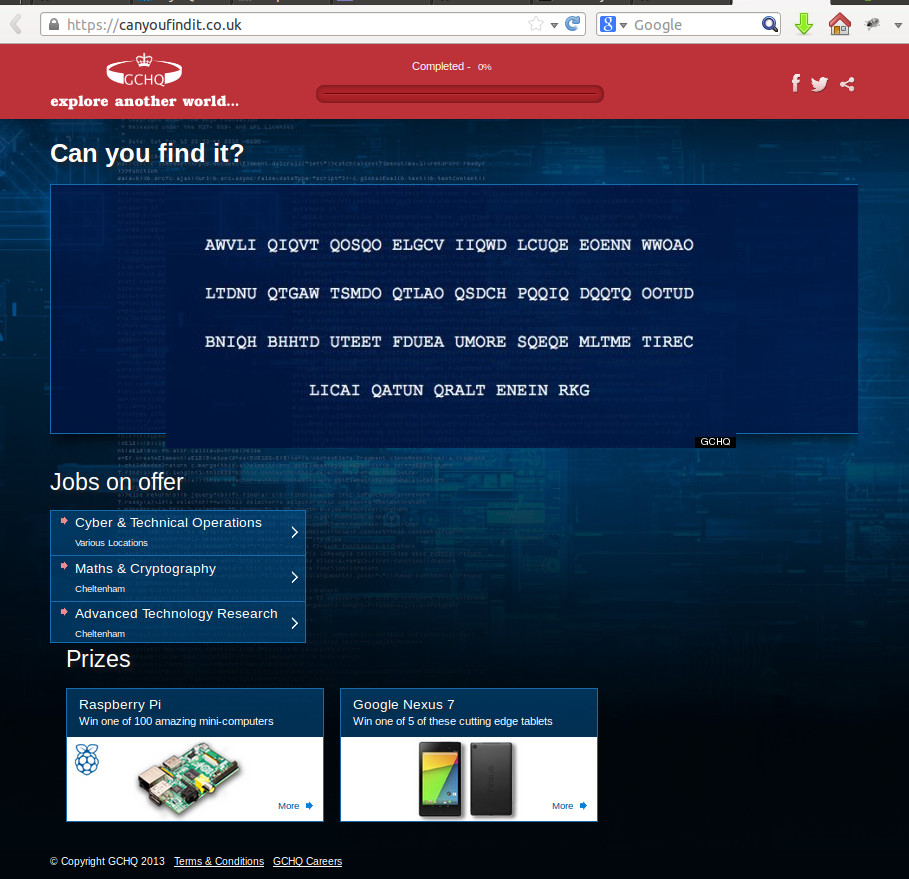 https://canyoufindit.co.uk
Google
GCHQ
explore another world...
Completed - 0%
Can you find it?
AWVLI QIQVT QOSQO ELGCV IIQWD LCUQE EOENN WWOAO
LTDNU QTGAW TSMDO QTLAO QSDCH PQQIQ DQQTQ OOTUD
BNIQH BHHTD UTEET FDUEA UMORE SQEQE MLTME TIREC
LICAI QATUN QRALT ENEIN RKG
GCHQ
Jobs on offer
Cyber & Technical Operations
Various Locations
Maths & Cryptography
Cheltenham
Advanced Technology Research
Cheltenham
Prizes
Raspberry Pi
Win one of 100 amazing mini-computers
More
Google Nexus 7
Win one of 5 of these cutting edge tablets
More
© Copyright GCHQ 2013 Terms & Conditions GCHQ Careers